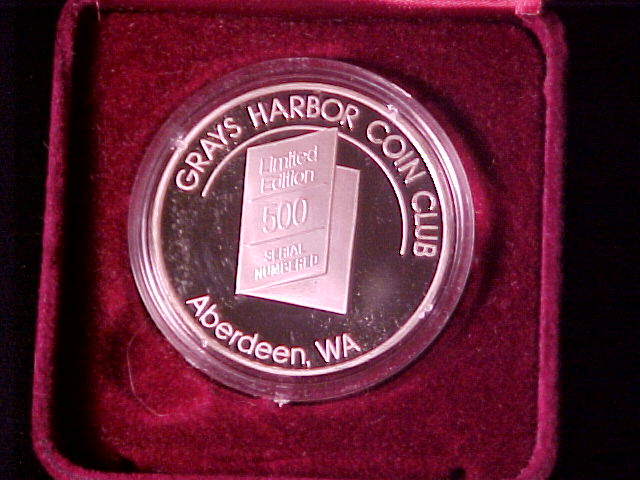 GRAYS HARBOR COIN CLUB
Limited
Edition
500
SERIAL
NUMBERED
Aberdeen, WA